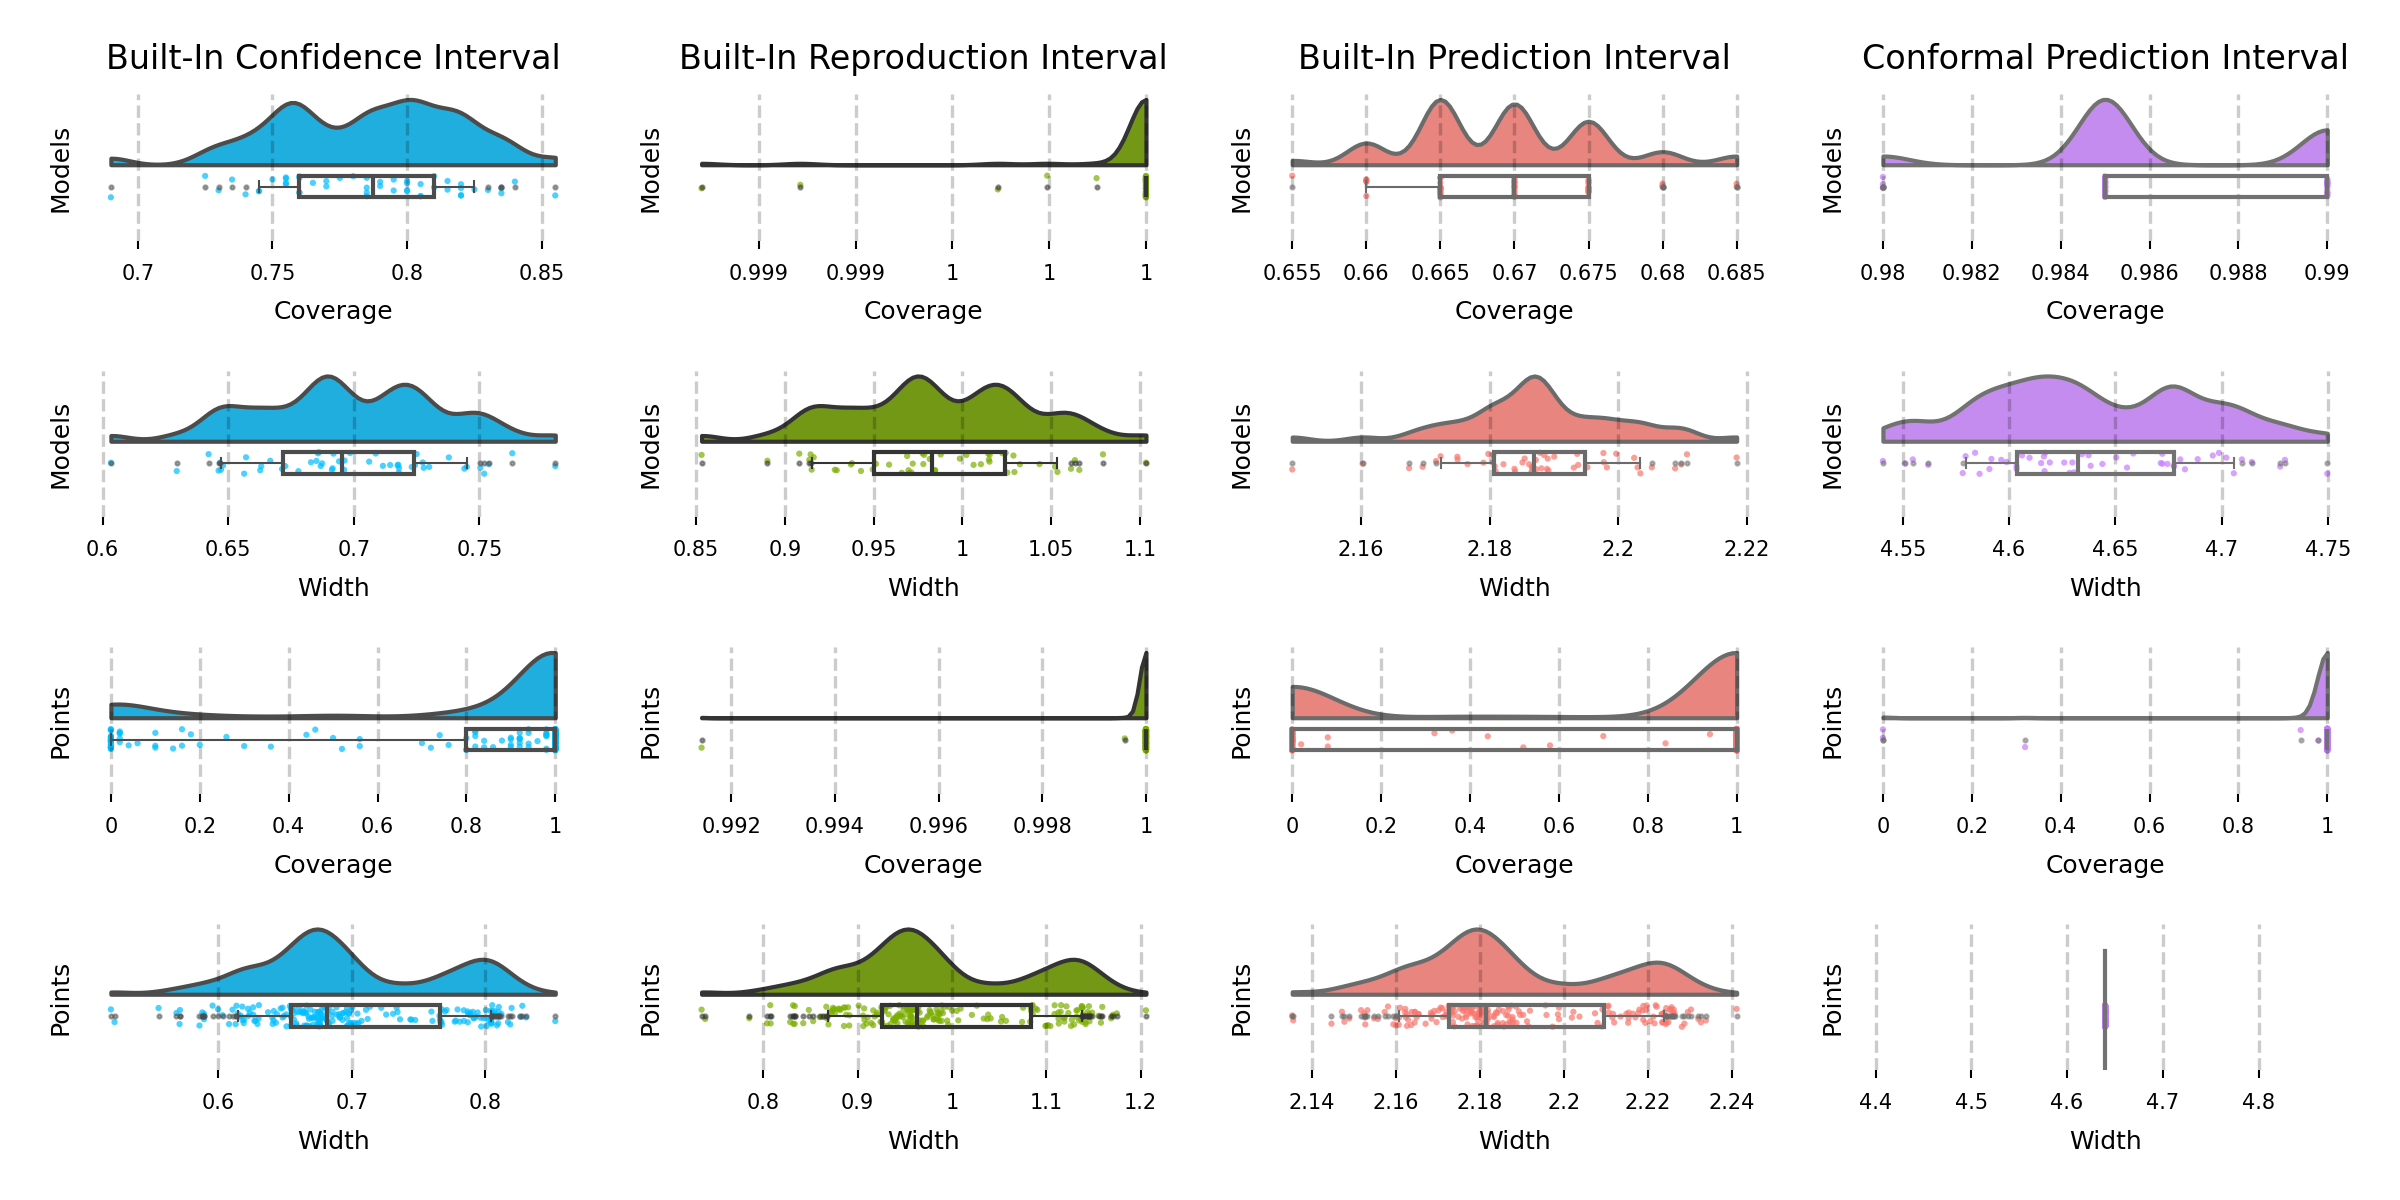 Built-In Confidence Interval Built-In Reproduction Interval Built-In Prediction Interval Conformal Prediction Interval
Models Models Models Models
0.7 0.75 0.8 0.85 0.999 0.999 1 1 1 0.655 0.66 0.665 0.67 0.675 0.68 0.685 0.98 0.982 0.984 0.986 0.988 0.99
Coverage Coverage Coverage Coverage
Models Models Models Models
0.6 0.65 0.7 0.75 0.85 0.9 0.95 1 1.05 1.1 2.16 2.18 2.2 2.22 4.55 4.6 4.65 4.7 4.75
Width Width Width Width
Points Points Points Points
0 0.2 0.4 0.6 0.8 1 0.992 0.994 0.996 0.998 1 0 0.2 0.4 0.6 0.8 1 0 0.2 0.4 0.6 0.8 1
Coverage Coverage Coverage Coverage
Points Points Points Points
0.6 0.7 0.8 0.8 0.9 1 1.1 1.2 2.14 2.16 2.18 2.2 2.22 2.24 4.4 4.5 4.6 4.7 4.8
Width Width Width Width